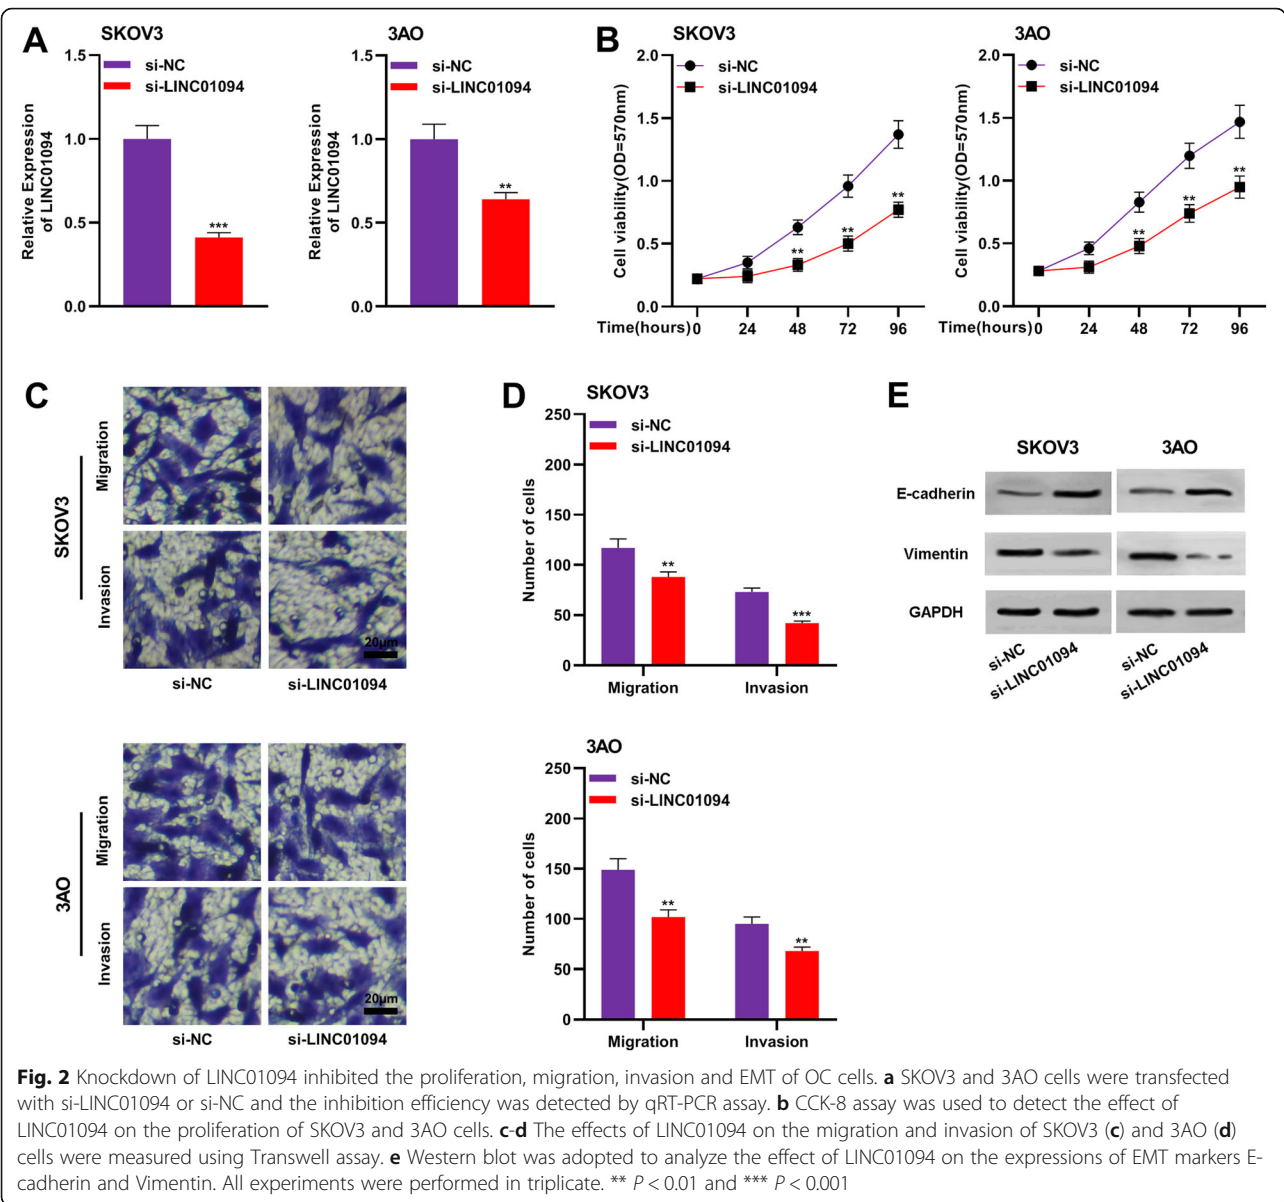 A
SKOV3
1.5
1.0
0.5
0.0
Relative Expression
of LINC01094
si-NC
si-LINC01094
***
3AO
1.5
1.0
0.5
0.0
Relative Expression
of LINC01094
si-NC
si-LINC01094
**
B
SKOV3
2.0
1.5
1.0
0.5
0.0
Cell viability(OD=570nm)
si-NC
si-LINC01094
**
**
**
Time(hours) 0 24 48 72 96
3AO
2.0
1.5
1.0
0.5
0.0
Cell viability(OD=570nm)
si-NC
si-LINC01094
**
**
**
Time(hours) 0 24 48 72 96
C
SKOV3
Migration
Invasion
20μm
si-NC si-LINC01094
3AO
Migration
Invasion
20μm
si-NC si-LINC01094
D
SKOV3
250
200
150
100
50
0
Number of cells
si-NC
si-LINC01094
**
***
Migration Invasion
3AO
250
200
150
100
50
0
Number of cells
si-NC
si-LINC01094
**
**
Migration Invasion
E
SKOV3 3AO
E-cadherin
Vimentin
GAPDH
si-NC
si-LINC01094
si-NC
si-LINC01094
Fig. 2 Knockdown of LINC01094 inhibited the proliferation, migration, invasion and EMT of OC cells. a SKOV3 and 3AO cells were transfected
with si-LINC01094 or si-NC and the inhibition efficiency was detected by qRT-PCR assay. b CCK-8 assay was used to detect the effect of
LINC01094 on the proliferation of SKOV3 and 3AO cells. c-d The effects of LINC01094 on the migration and invasion of SKOV3 (c) and 3AO (d)
cells were measured using Transwell assay. e Western blot was adopted to analyze the effect of LINC01094 on the expressions of EMT markers E-
cadherin and Vimentin. All experiments were performed in triplicate. ** P < 0.01 and *** P < 0.001